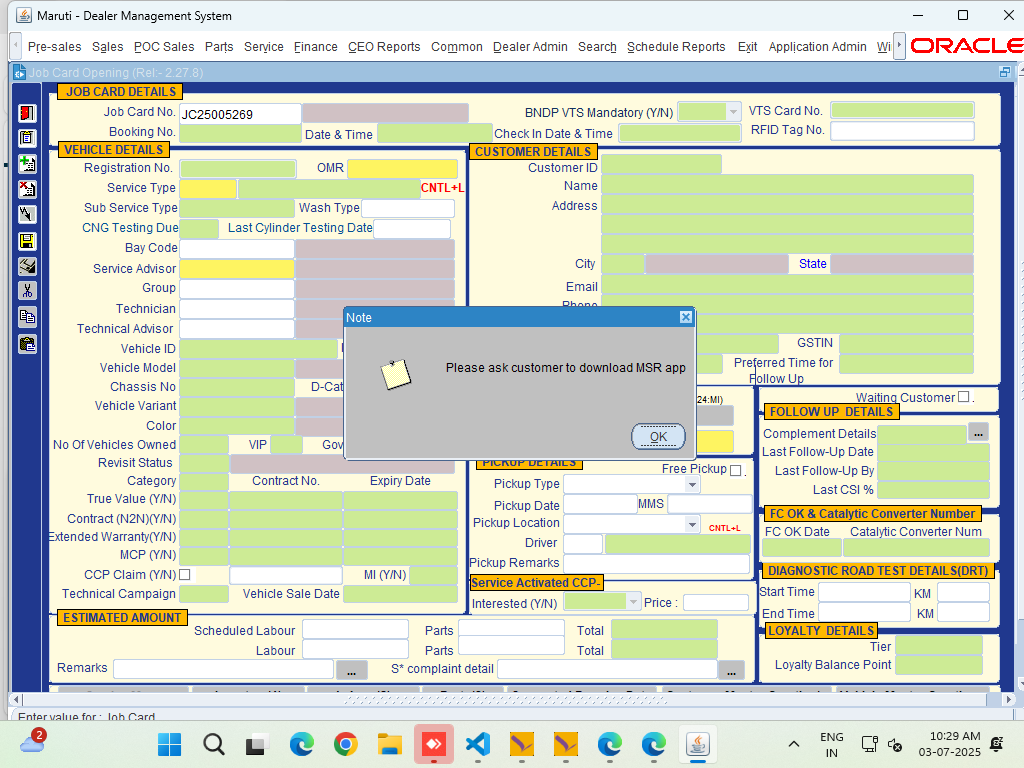 Maruti - Dealer Management System
Pre-sales Sales POC Sales Parts Service Finance CEO Reports Common Dealer Admin Search Schedule Reports Exit Application Admin Wi ORACLE
Job Card Opening (Rel:- 2.27.8)
JOB CARD DETAILS
Job Card No. JC25005269 BNDP VTS Mandatory (Y/N) VTS Card No.
Booking No. Date & Time Check In Date & Time RFID Tag No.
VEHICLE DETAILS CUSTOMER DETAILS
Registration No. OMR Customer ID
Service Type CNTL+L Name
Sub Service Type Wash Type Address
CNG Testing Due Last Cylinder Testing Date
Bay Code
Service Advisor City State
Group Email
Technician Phone
Technical Advisor
Vehicle ID GSTIN
Vehicle Model Preferred Time for
Follow Up
Chassis No D-Cat
Vehicle Variant
Color
No Of Vehicles Owned VIP Gov
Revisit Status
Category Contract No. Expiry Date
True Value (Y/N)
Contract (N2N)(Y/N)
Extended Warranty(Y/N)
MCP (Y/N)
CCP Claim (Y/N) MI (Y/N)
Technical Campaign Vehicle Sale Date
Note
Please ask customer to download MSR app
OK
24:MI)
Waiting Customer .
FOLLOW UP DETAILS
Complement Details ...
Last Follow-Up Date
Last Follow-Up By
Last CSI %
PICKUP DETAILS Free Pickup .
Pickup Type
Pickup Date MMS
Pickup Location CNTL+L
Driver
Pickup Remarks
FC OK & Catalytic Converter Number
FC OK Date Catalytic Converter Num
Service Activated CCP-
Interested (Y/N) Price :
DIAGNOSTIC ROAD TEST DETAILS(DRT)
Start Time KM
End Time KM
ESTIMATED AMOUNT
Scheduled Labour Parts Total
Labour Parts Total
Remarks ... S* complaint detail ...
LOYALTY DETAILS
Tier
Loyalty Balance Point
Enter value for : Job Card
2
ENG
IN
10:29 AM
03-07-2025